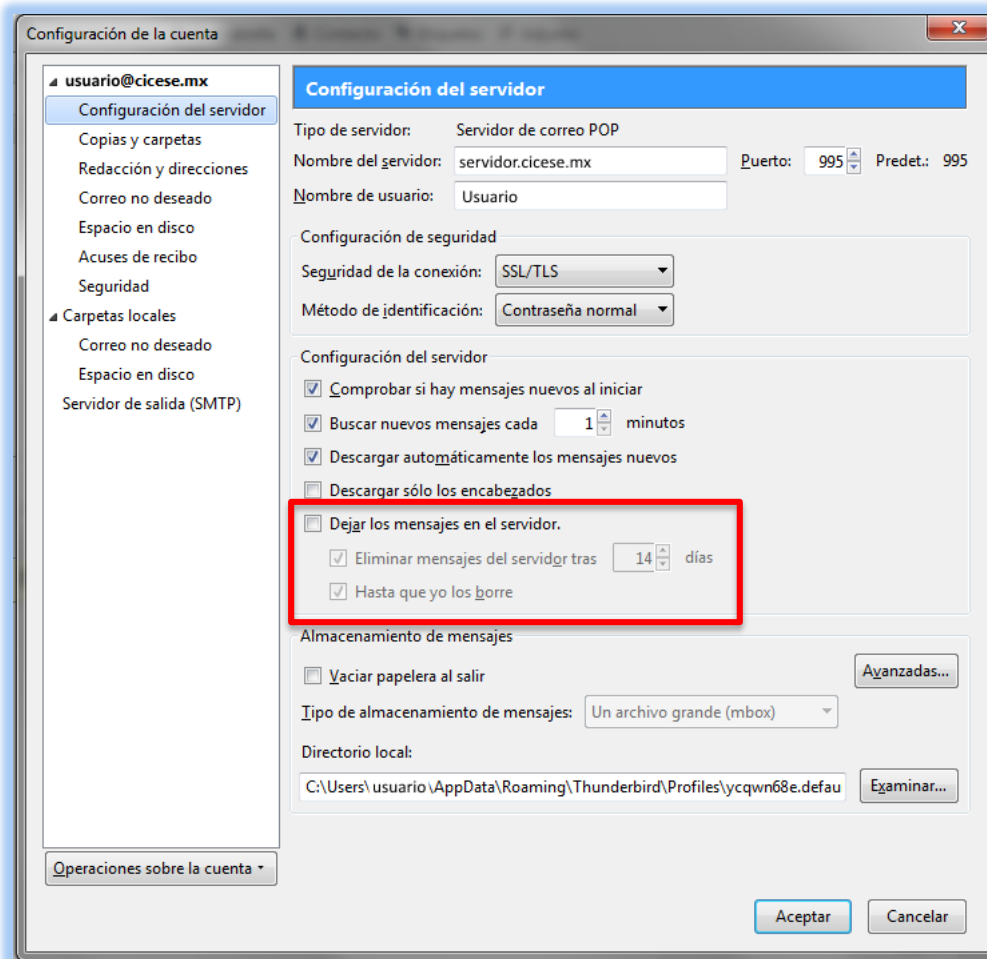 Configuración de la cuenta
usuario@cicese.mx
Configuración del servidor
Copias y carpetas
Redacción y direcciones
Correo no deseado
Espacio en disco
Acuses de recibo
Seguridad
Carpetas locales
Correo no deseado
Espacio en disco
Servidor de salida (SMTP)
Operaciones sobre la cuenta
Configuración del servidor
Tipo de servidor: Servidor de correo POP
Nombre del servidor: servidor.cicese.mx Puerto: 995 Predet.: 995
Nombre de usuario: Usuario
Configuración de seguridad
Seguridad de la conexión: SSL/TLS
Método de identificación: Contraseña normal
Configuración del servidor
Comprobar si hay mensajes nuevos al iniciar
Buscar nuevos mensajes cada 1 minutos
Descargar automáticamente los mensajes nuevos
Descargar sólo los encabezados
Dejar los mensajes en el servidor.
Eliminar mensajes del servidor tras 14 días
Hasta que yo los borre
Almacenamiento de mensajes
Vaciar papelera al salir Avanzadas...
Tipo de almacenamiento de mensajes: Un archivo grande (mbox)
Directorio local:
C:\Users\usuario\AppData\Roaming\Thunderbird\Profiles\ycqwn68e.defau Examinar...
Aceptar Cancelar